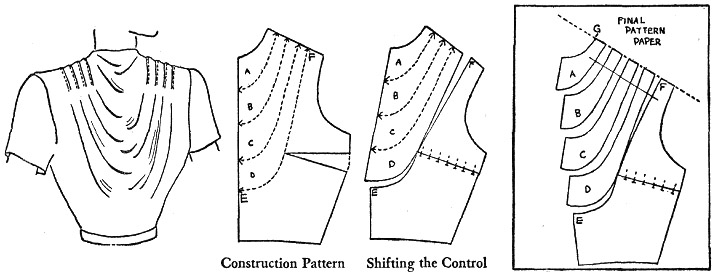 A
B
C
D
E
F
Construction Pattern
A
B
C
D
E
Shifting the Control
G
FINAL
PATTERN
PAPER
F
A
B
C
D
E